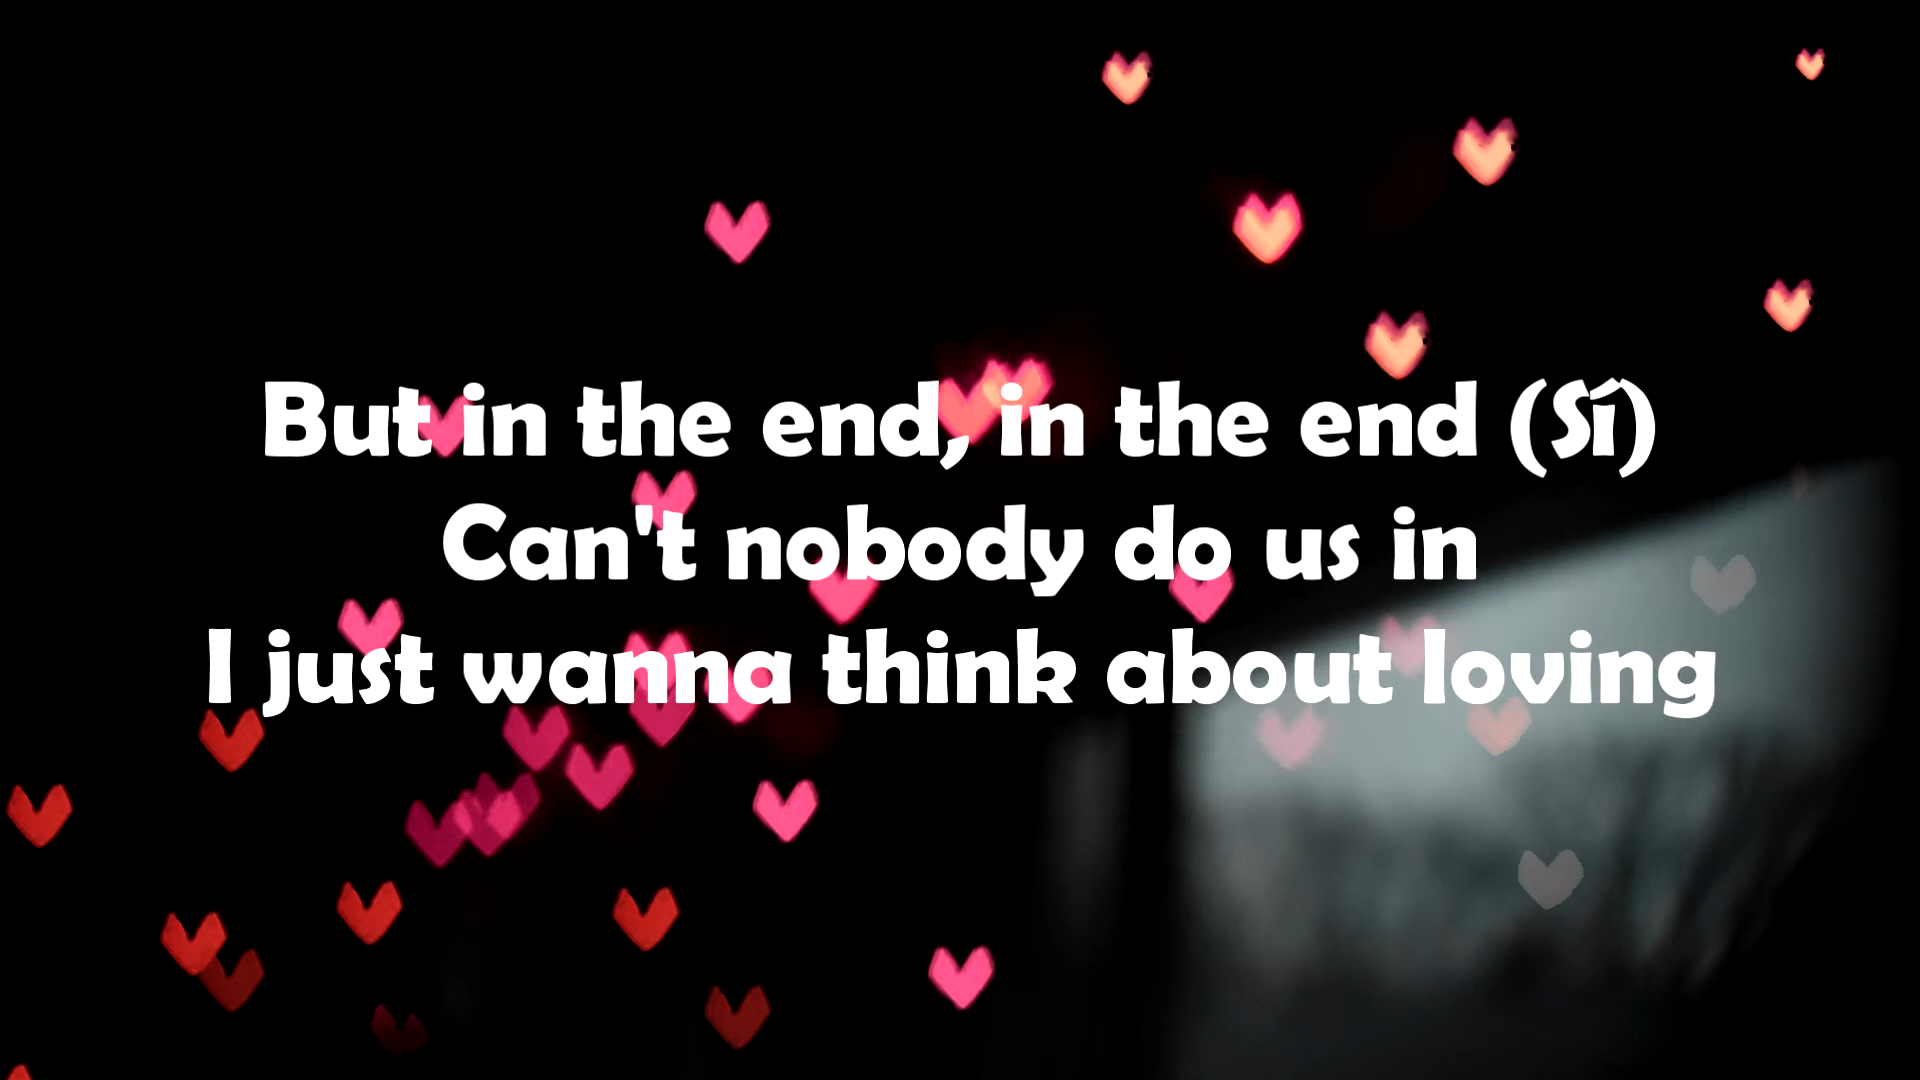 But in the end, in the end (Sí)
Can't nobody do us in
I just wanna think about loving